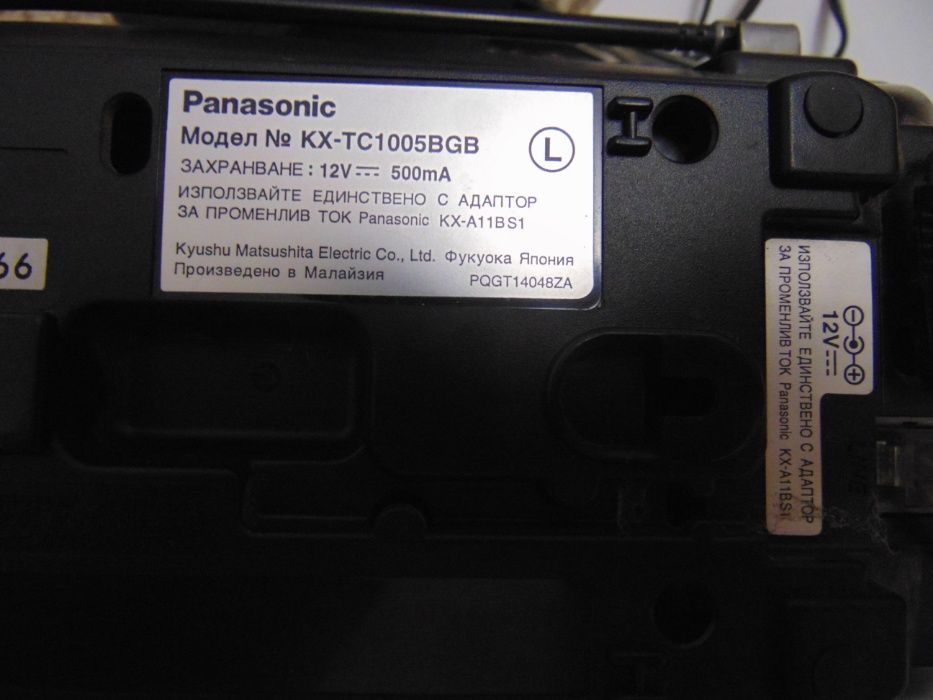 Panasonic
Модел № KX-TC1005BGB
L
ЗАХРАНВАНЕ : 12V 500mA
ИЗПОЛЗВАЙТЕ ЕДИНСТВЕНО С АДАПТОР
ЗА ПРОМЕНЛИВ ТОК Panasonic KX-A11BS1
Kyushu Matsushita Electric Co., Ltd. Фукуока Япония
Произведено в Малайзия PQGT14048ZA
66
12V
ИЗПОЛЗВАЙТЕ ЕДИНСТВЕНО С АДАПТОР
ЗА ПРОМЕНЛИВ ТОК Panasonic KX-A11BS1
LINE